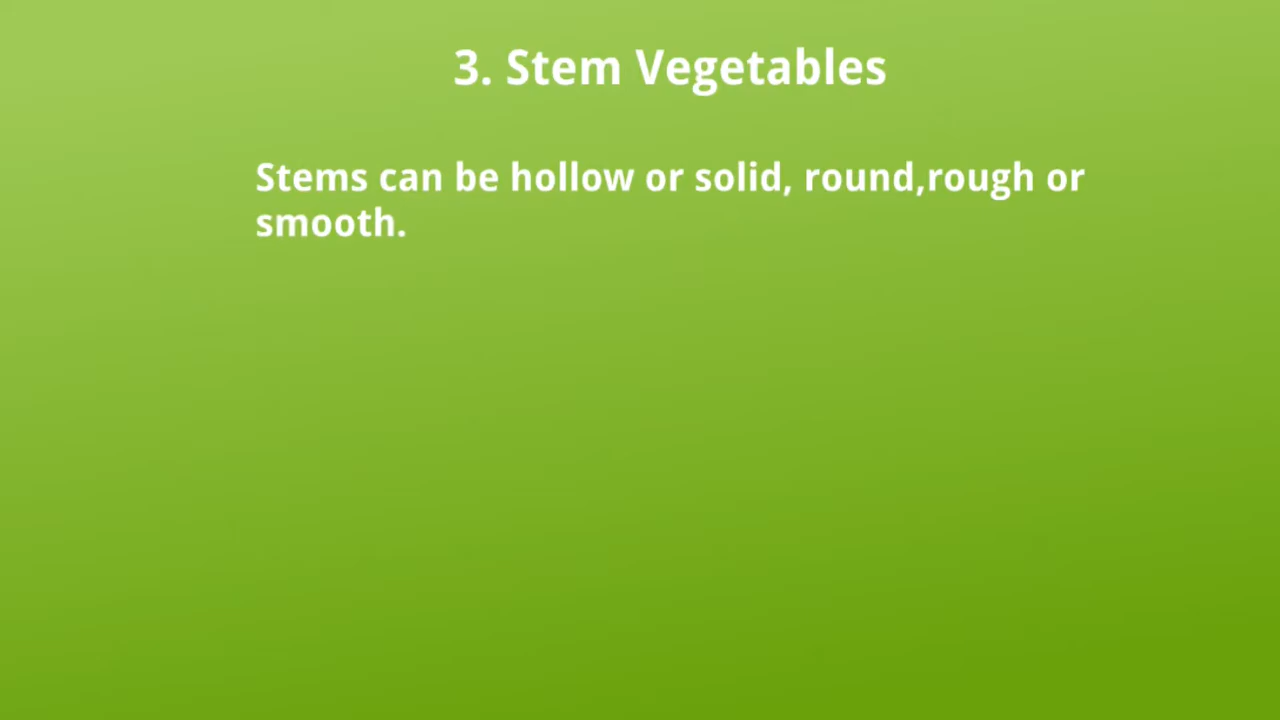 3. Stem Vegetables
Stems can be hollow or solid, round,rough or
smooth.